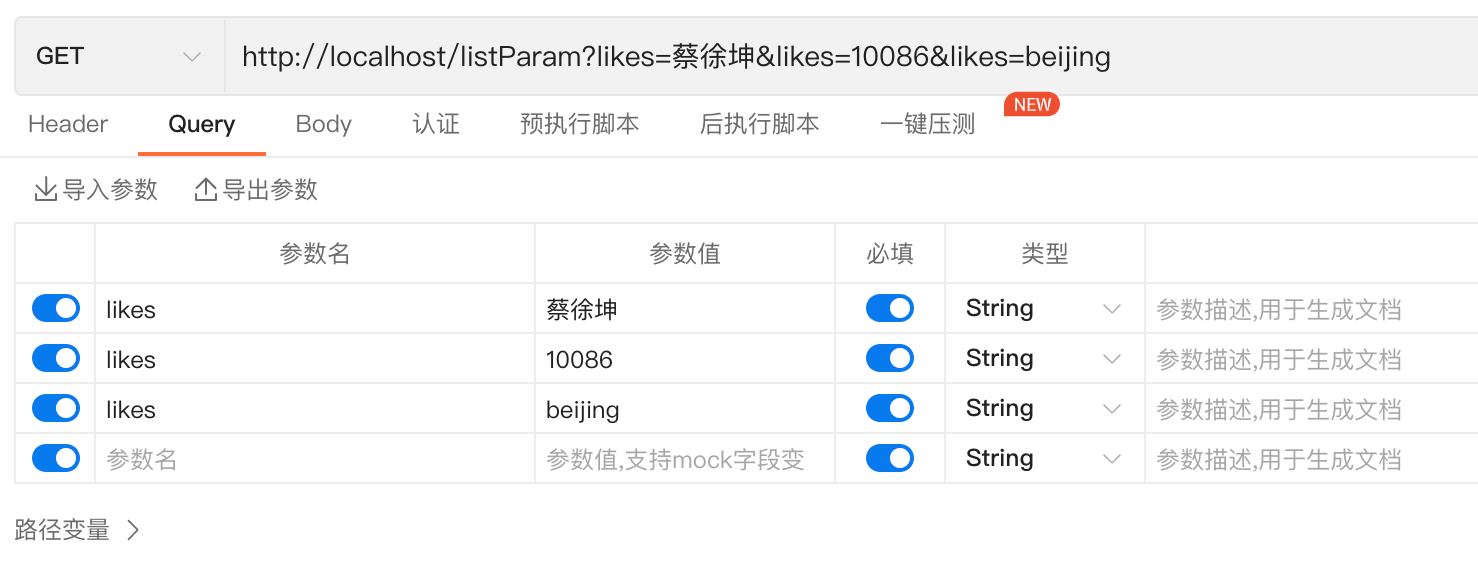 GET http://localhost/listParam?likes=蔡徐坤&likes=10086&likes=beijing
Header Query Body 认证 预执行脚本 后执行脚本 一键压测 NEW
导入参数 导出参数
参数名 参数值 必填 类型
likes 蔡徐坤 String 参数描述,用于生成文档
likes 10086 String 参数描述,用于生成文档
likes beijing String 参数描述,用于生成文档
参数名 参数值,支持mock字段变 String 参数描述,用于生成文档
路径变量